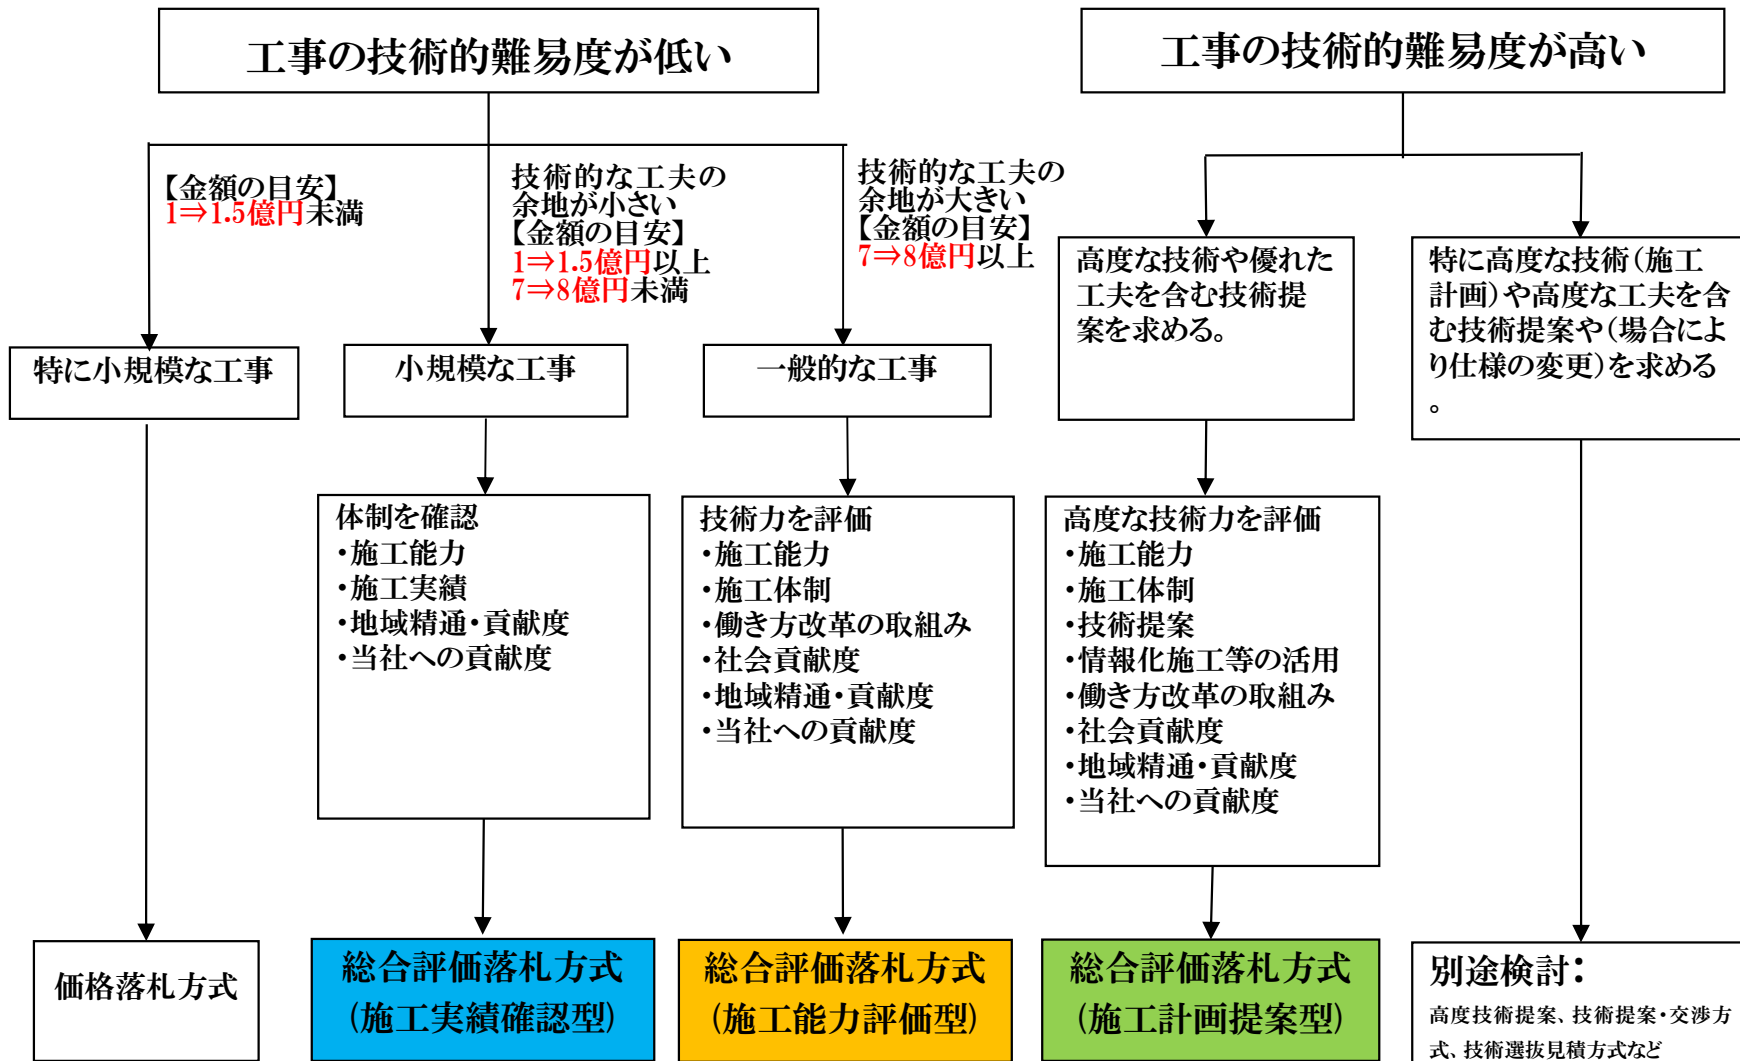 工事の技術的難易度が低い
工事の技術的難易度が高い
【金額の目安】
1⇒1.5億円未満
技術的な工夫の
余地が小さい
【金額の目安】
1⇒1.5億円以上
7⇒8億円未満
技術的な工夫の
余地が大きい
【金額の目安】
7⇒8億円以上
特に小規模な工事
小規模な工事
一般的な工事
高度な技術や優れた
工夫を含む技術提
案を求める。
特に高度な技術(施工
計画)や高度な工夫を含
む技術提案や(場合によ
り仕様の変更)を求める
。
体制を確認
・施工能力
・施工実績
・地域精通・貢献度
・当社への貢献度
技術力を評価
・施工能力
・施工体制
・働き方改革の取組み
・社会貢献度
・地域精通・貢献度
・当社への貢献度
高度な技術力を評価
・施工能力
・施工体制
・技術提案
・情報化施工等の活用
・働き方改革の取組み
・社会貢献度
・地域精通・貢献度
・当社への貢献度
価格落札方式
総合評価落札方式
(施工実績確認型)
総合評価落札方式
(施工能力評価型)
総合評価落札方式
(施工計画提案型)
別途検討：
高度技術提案、技術提案・交渉方
式、技術選抜見積方式など